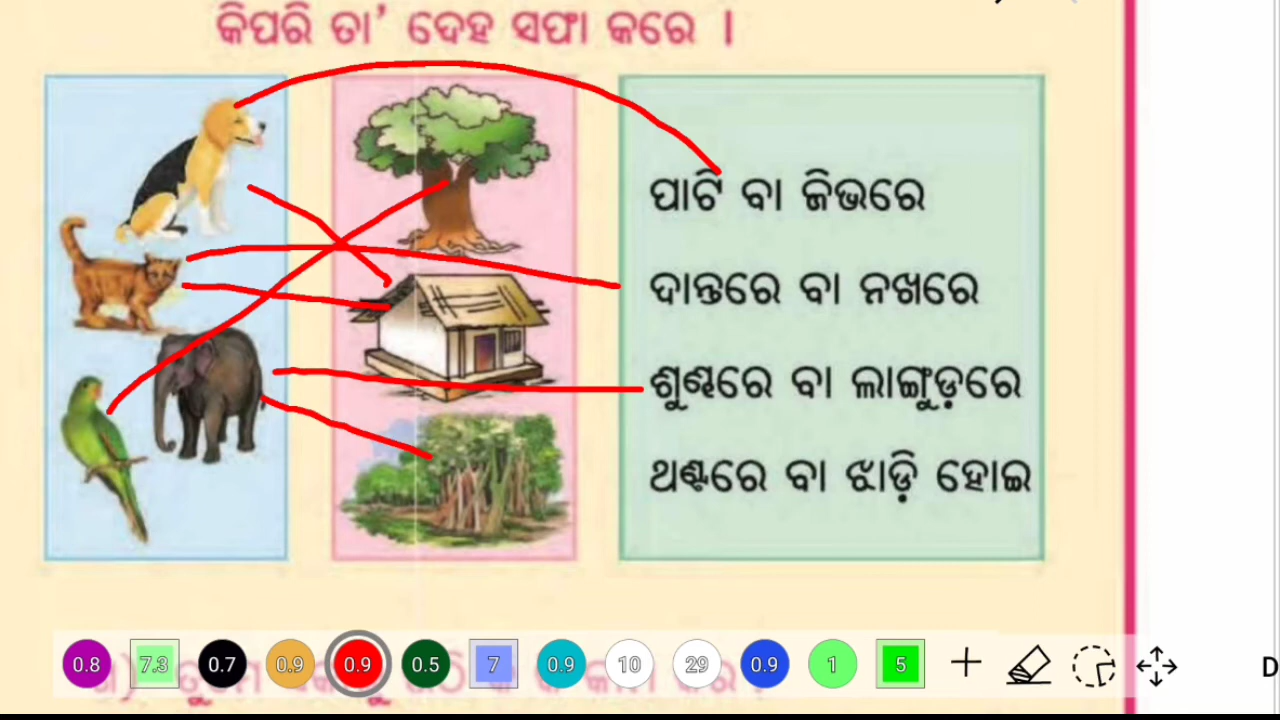 କିପରି ତା' ଦେହ ସଫା କରେ ।
ପାଟି ବା ଜିଭରେ
ଦାନ୍ତରେ ବା ନଖରେ
ଶୁଣ୍ଢରେ ବା ଲାଙ୍ଗୁଡ଼ରେ
ଥଣ୍ଟରେ ବା ଝାଡ଼ି ହୋଇ
0.8 7.3 0.7 0.9 0.9 0.5 7 0.9 10 29 0.9 1 5 D